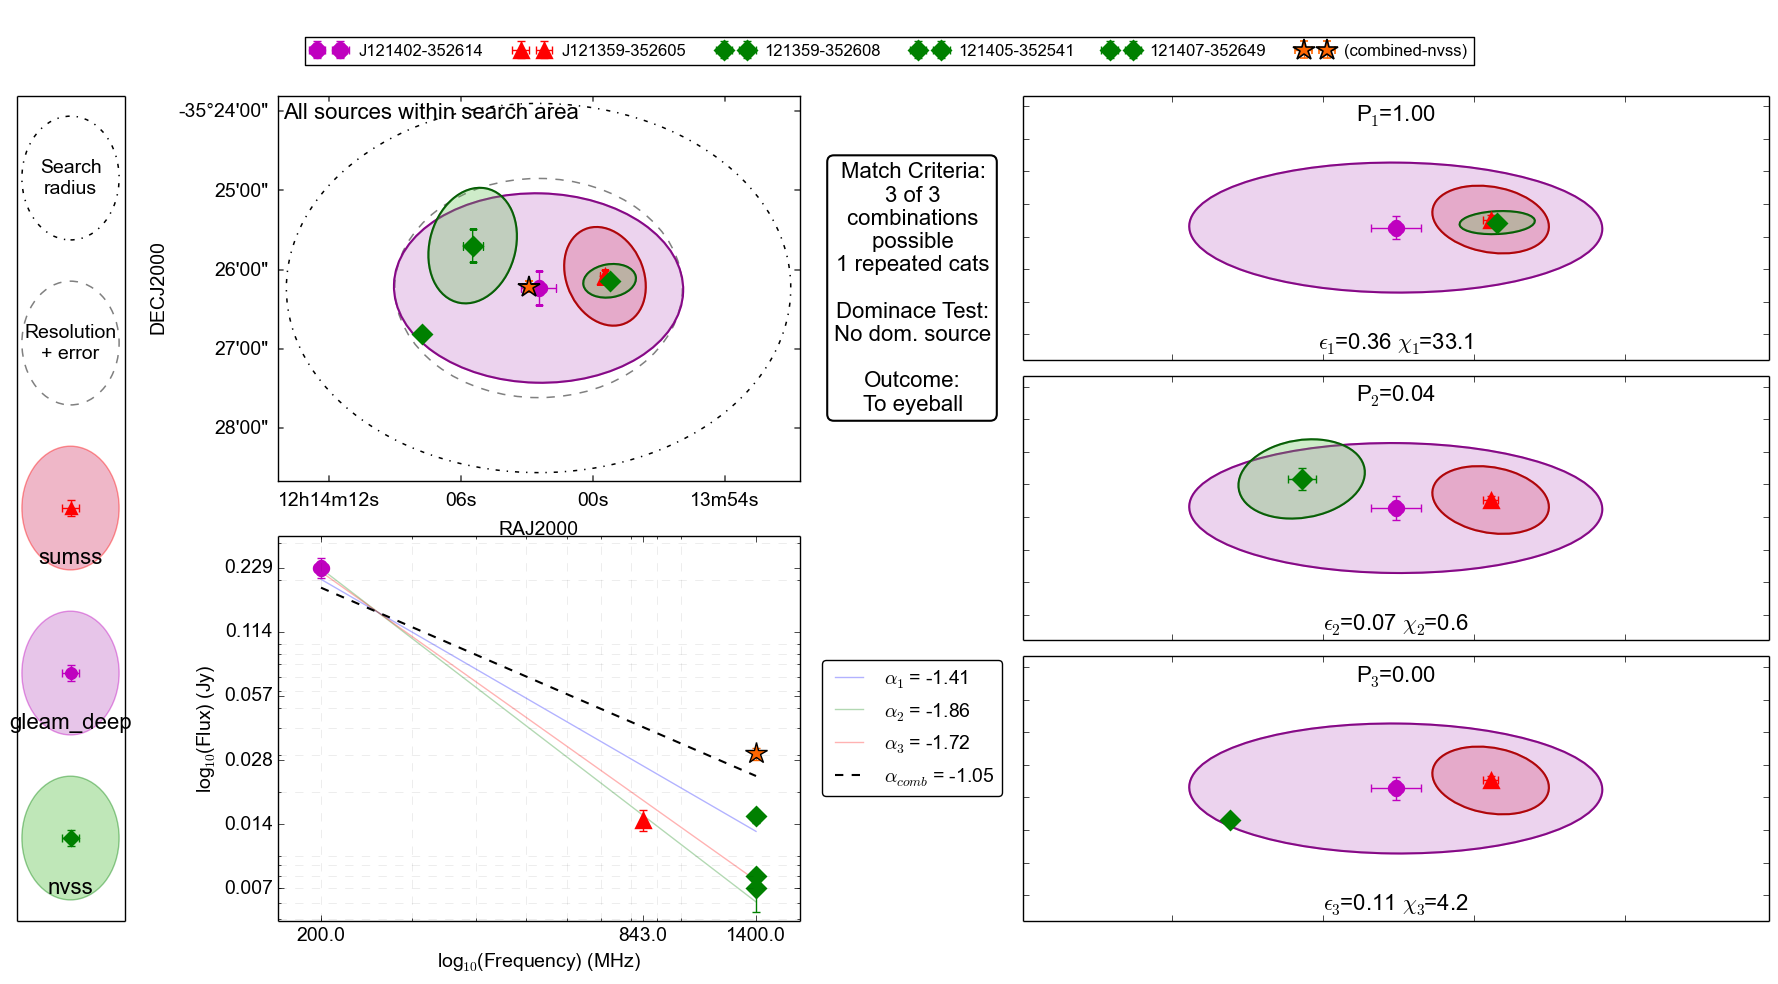 J121402-352614 J121359-352605 121359-352608 121405-352541 121407-352649 (combined-nvss)
Search
radius
Resolution
+ error
sumss
gleam_deep
nvss
All sources within search area
DECJ2000
-35°24'00"
25'00"
26'00"
27'00"
28'00"
12h14m12s 06s 00s 13m54s
RAJ2000
Match Criteria:
3 of 3
combinations
possible
1 repeated cats
Dominace Test:
No dom. source
Outcome:
To eyeball
log10(Flux) (Jy)
0.229
0.114
0.057
0.028
0.014
0.007
200.0 843.0 1400.0
log10(Frequency) (MHz)
α1 = -1.41
α2 = -1.86
α3 = -1.72
αcomb = -1.05
P1=1.00
ϵ1=0.36 χ1=33.1
P2=0.04
ϵ2=0.07 χ2=0.6
P3=0.00
ϵ3=0.11 χ3=4.2